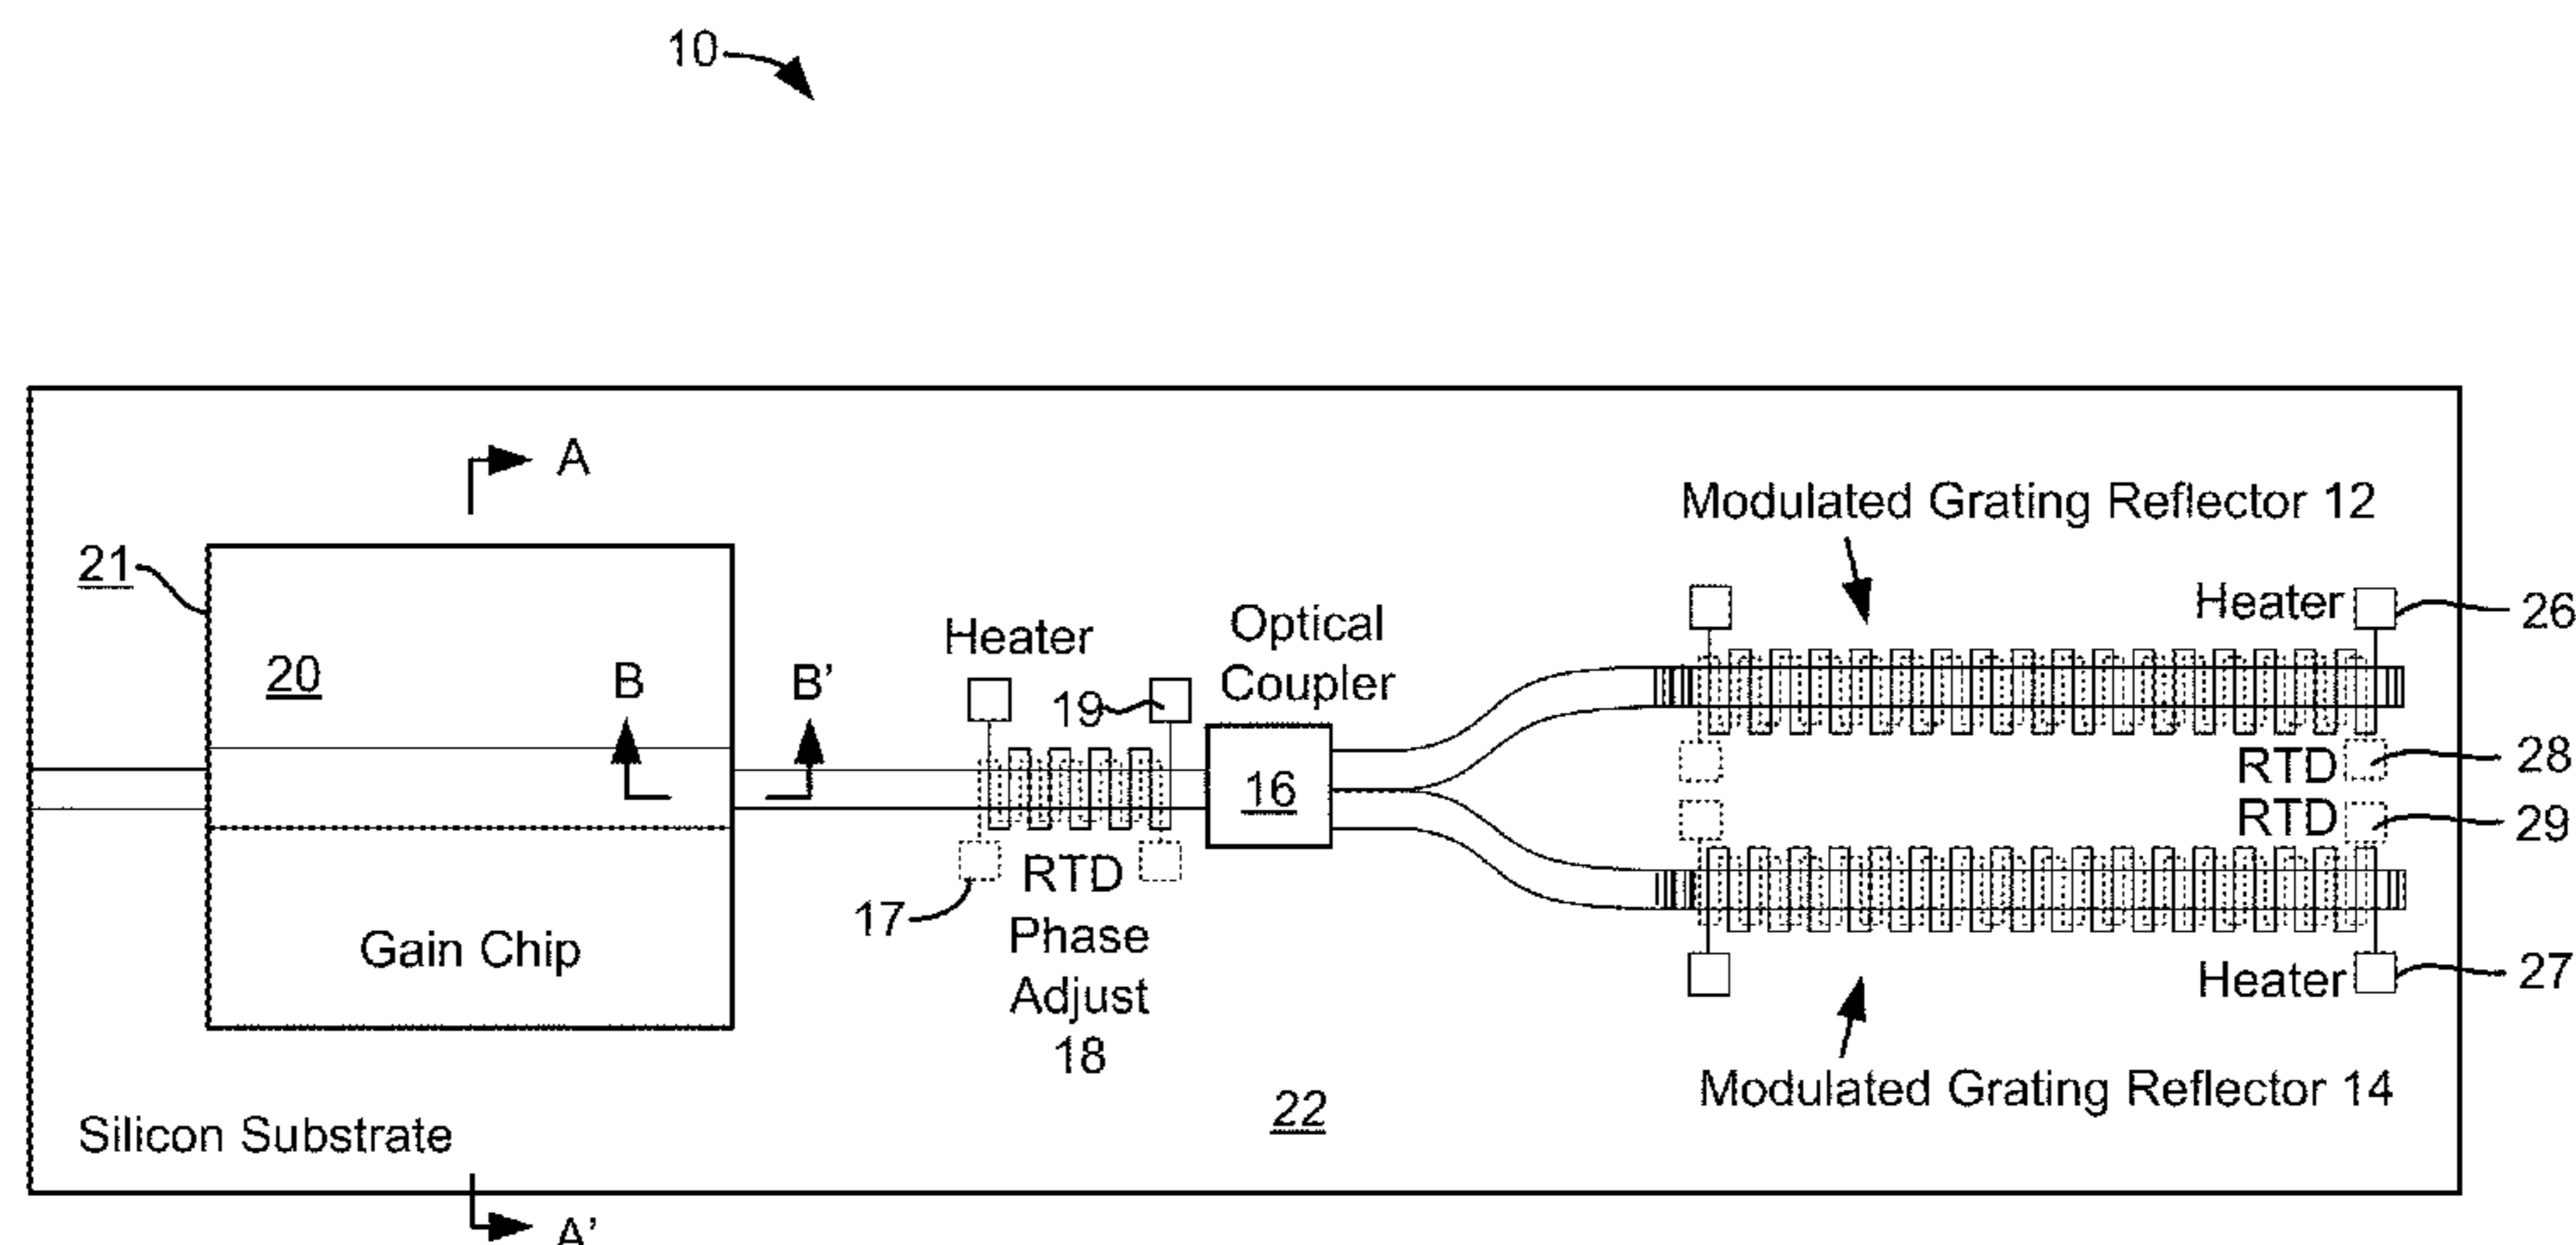 10
A
Modulated Grating Reflector 12
21
Heater
26
Optical
Coupler
Heater
20
B
B'
19
16
RTD
28
RTD
29
17
RTD
Phase
Adjust
18
Gain Chip
Heater
27
Modulated Grating Reflector 14
22
Silicon Substrate
A'